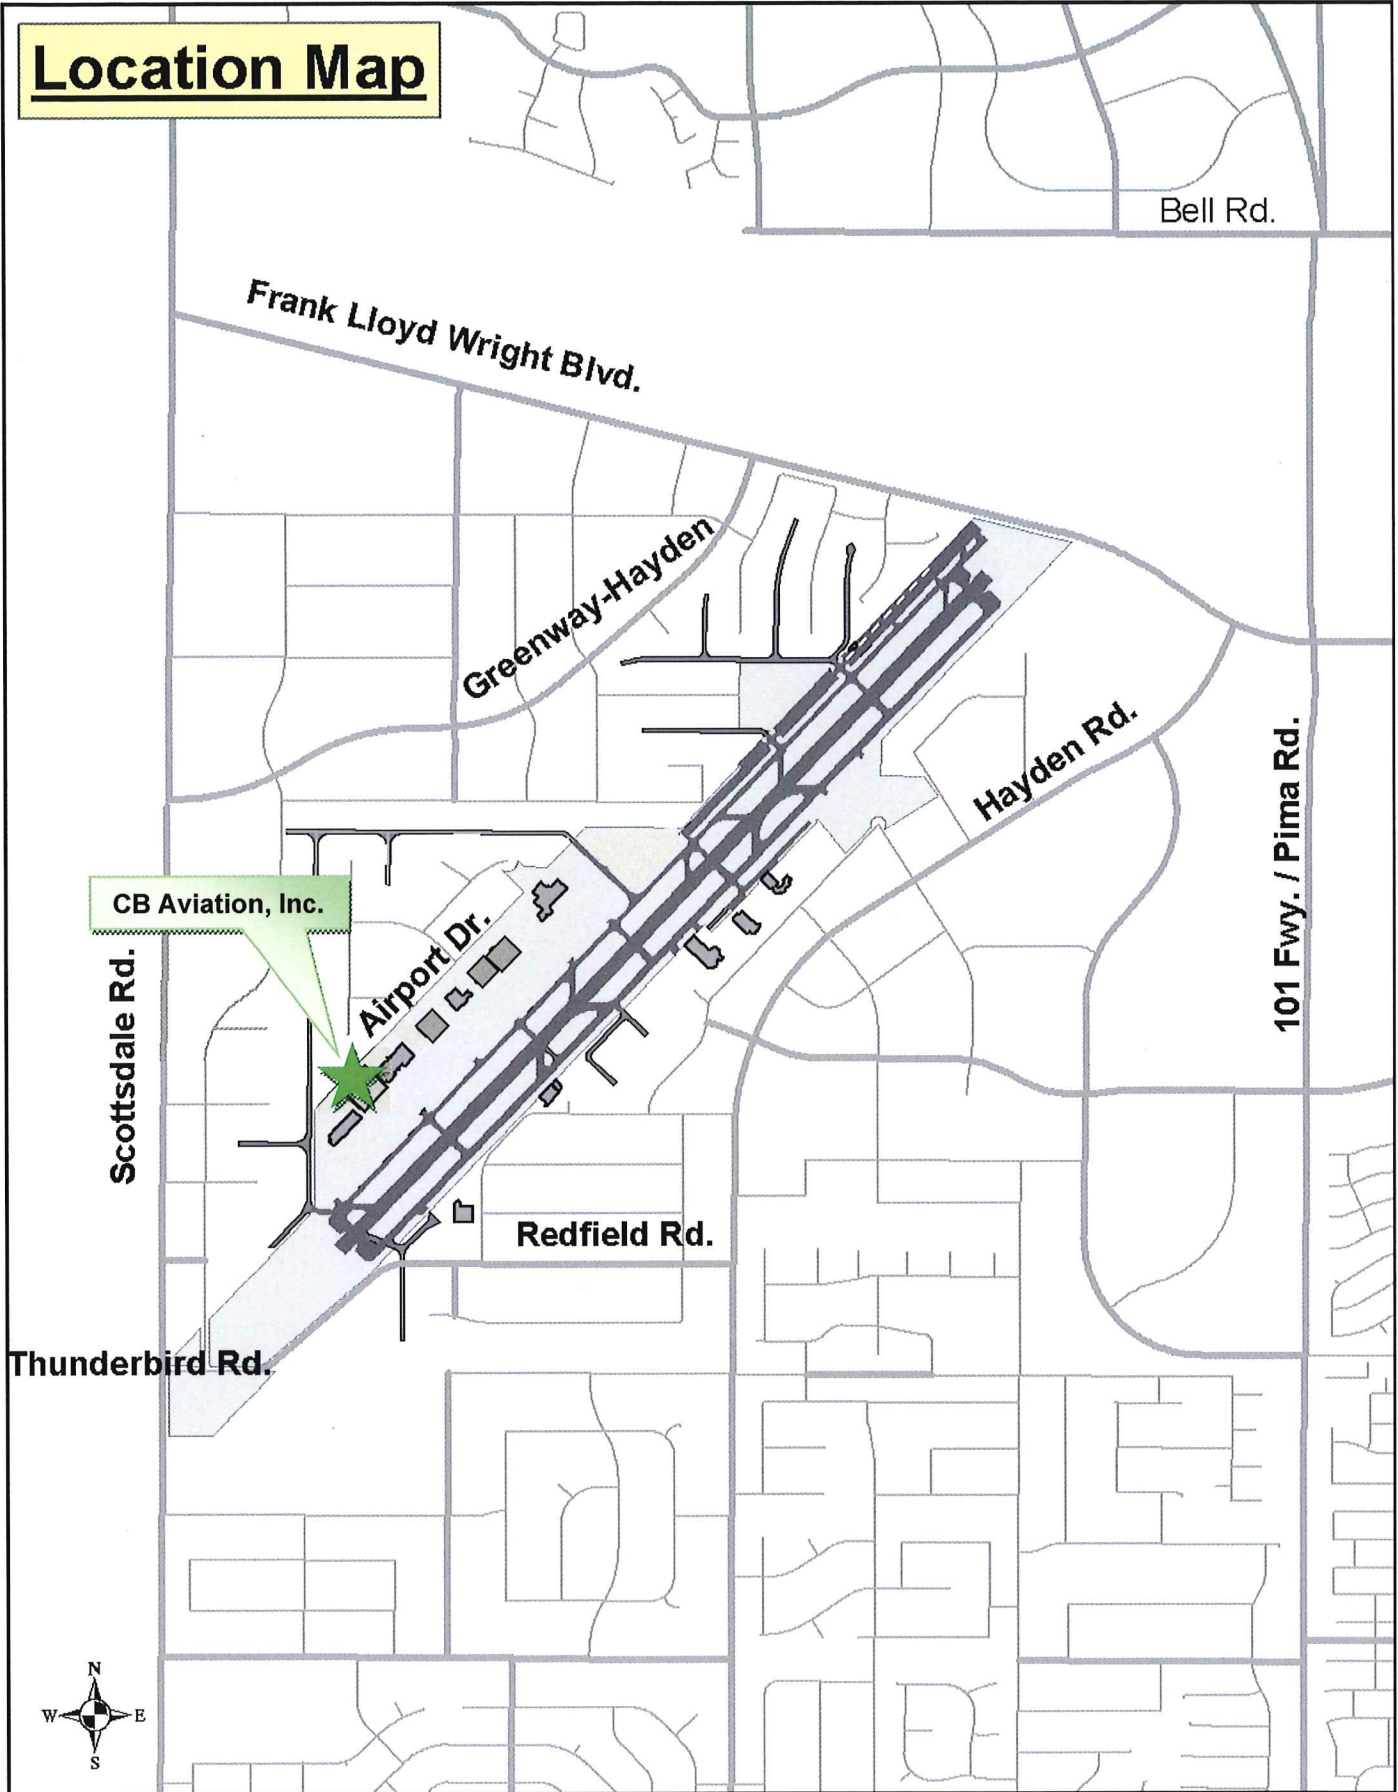 Location Map
Bell Rd.
Frank Lloyd Wright Blvd.
Greenway-Hayden
Hayden Rd.
101 Fwy. / Pima Rd.
CB Aviation, Inc.
Airport Dr.
Scottsdale Rd.
Redfield Rd.
Thunderbird Rd.
N
W E
S